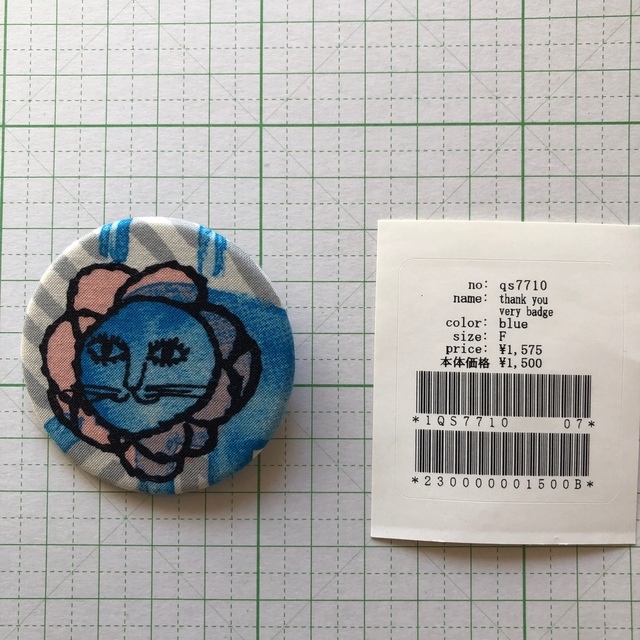 no: qs7710
name: thank you
very badge
color: blue
size: F
price: ¥1,575
本体価格 ¥1,500
*1QS7710 07*
*230000001500B*